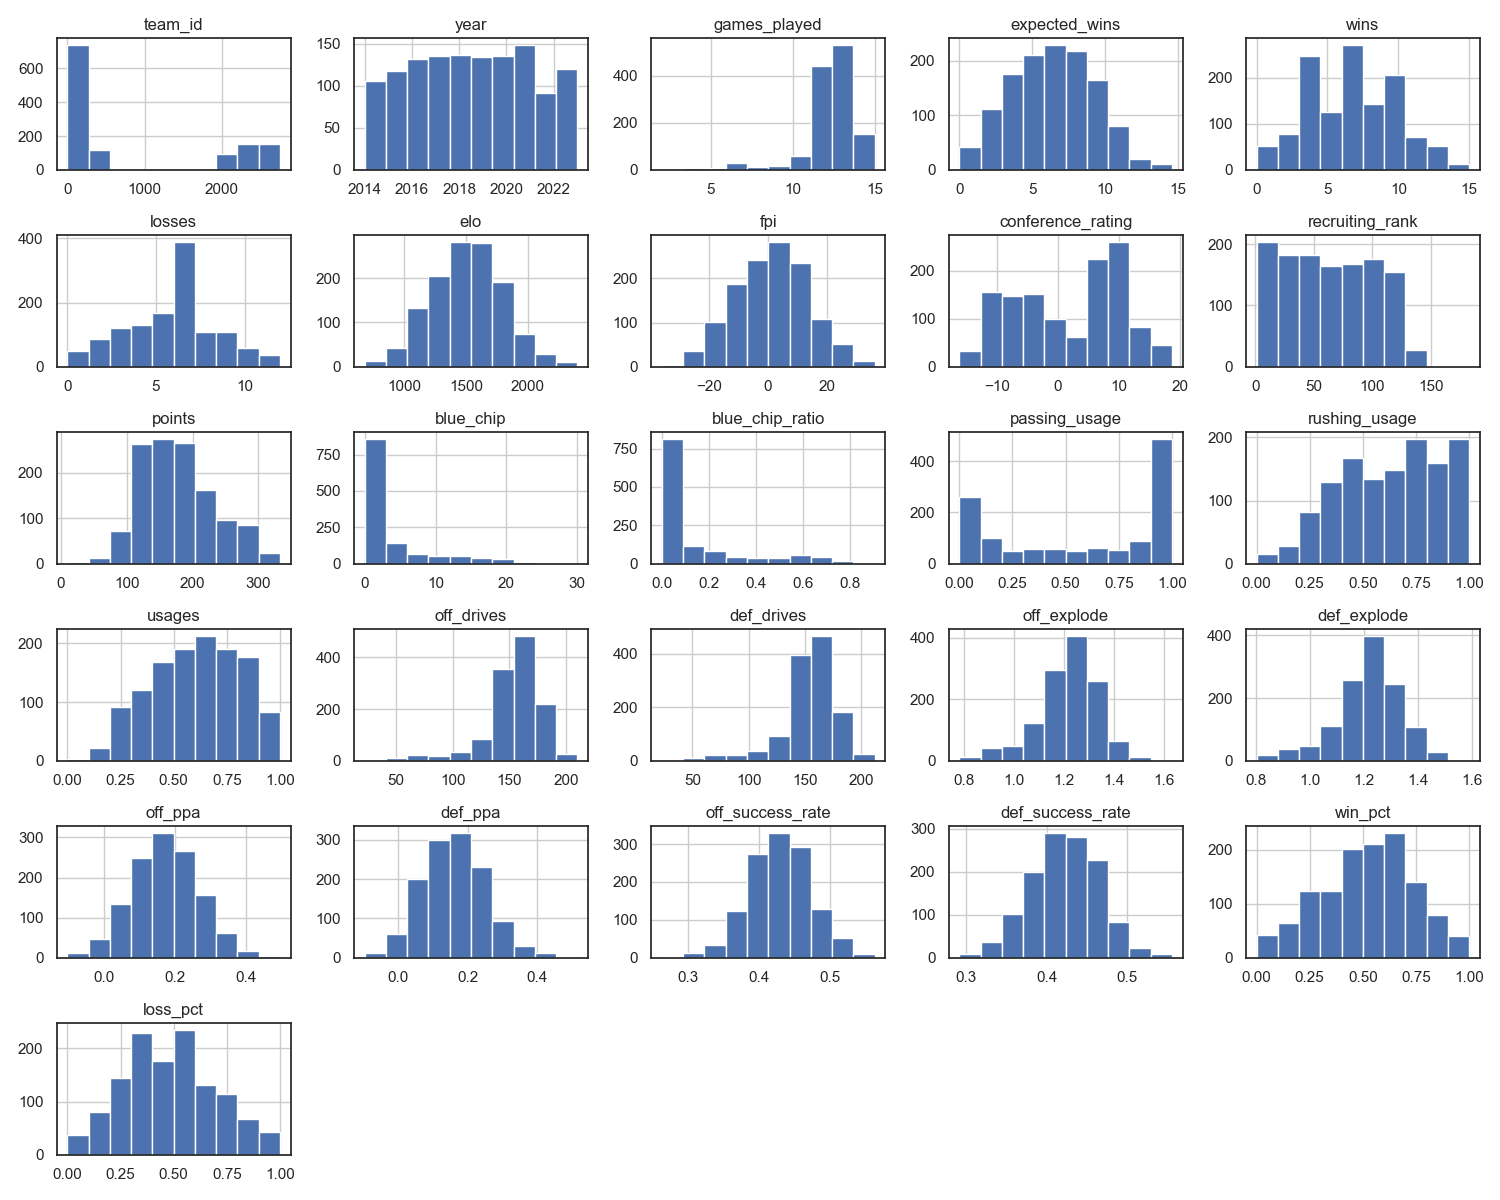 team_id year games_played expected_wins wins
600 400 200 0
150 100 50 0
400 200 0
200 100 0
200 100 0
0 1000 2000
2014 2016 2018 2020 2022
5 10 15
0 5 10 15
0 5 10 15
losses elo fpi conference_rating recruiting_rank
400 200 0
200 100 0
200 100 0
200 100 0
200 150 100 50 0
0 5 10
1000 1500 2000
−20 0 20
−10 0 10 20
0 50 100 150
points blue_chip blue_chip_ratio passing_usage rushing_usage
200 100 0
750 500 250 0
750 500 250 0
400 200 0
200 100 0
0 100 200 300
0 10 20 30
0.0 0.2 0.4 0.6 0.8
0.00 0.25 0.50 0.75 1.00
0.00 0.25 0.50 0.75 1.00
usages off_drives def_drives off_explode def_explode
200 100 0
400 200 0
400 200 0
400 200 0
400 200 0
0.00 0.25 0.50 0.75 1.00
50 100 150 200
50 100 150 200
0.8 1.0 1.2 1.4 1.6
0.8 1.0 1.2 1.4 1.6
off_ppa def_ppa off_success_rate def_success_rate win_pct
300 200 100 0
300 200 100 0
300 200 100 0
300 200 100 0
200 100 0
0.0 0.2 0.4
0.0 0.2 0.4
0.3 0.4 0.5
0.3 0.4 0.5
0.00 0.25 0.50 0.75 1.00
loss_pct
200 100 0
0.00 0.25 0.50 0.75 1.00